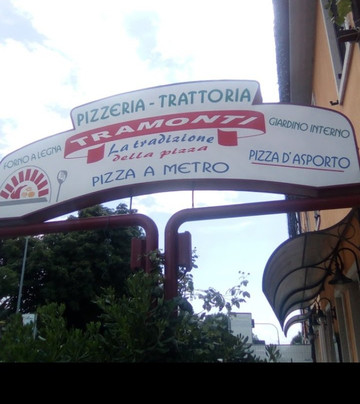 PIZZERIA - TRATTORIA
TRAMONTI
La tradizione
della pizza
PIZZA A METRO
FORNO A LEGNA
GIARDINO INTERNO
PIZZA D'ASPORTO